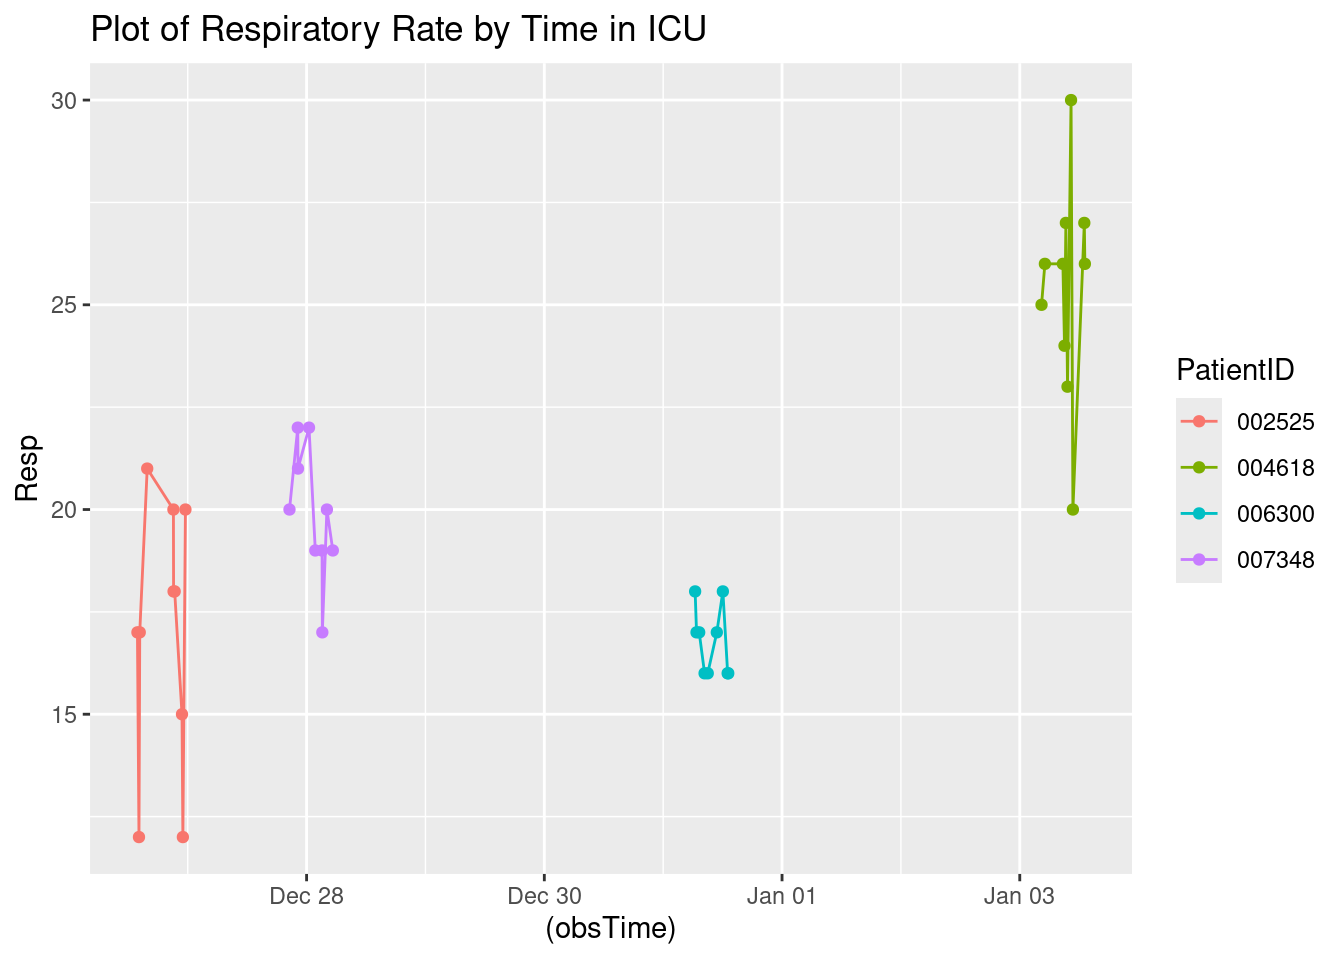 Plot of Respiratory Rate by Time in ICU
30
25
20
15
Resp
Dec 28
Dec 30
Jan 01
Jan 03
(obsTime)
PatientID
002525
004618
006300
007348